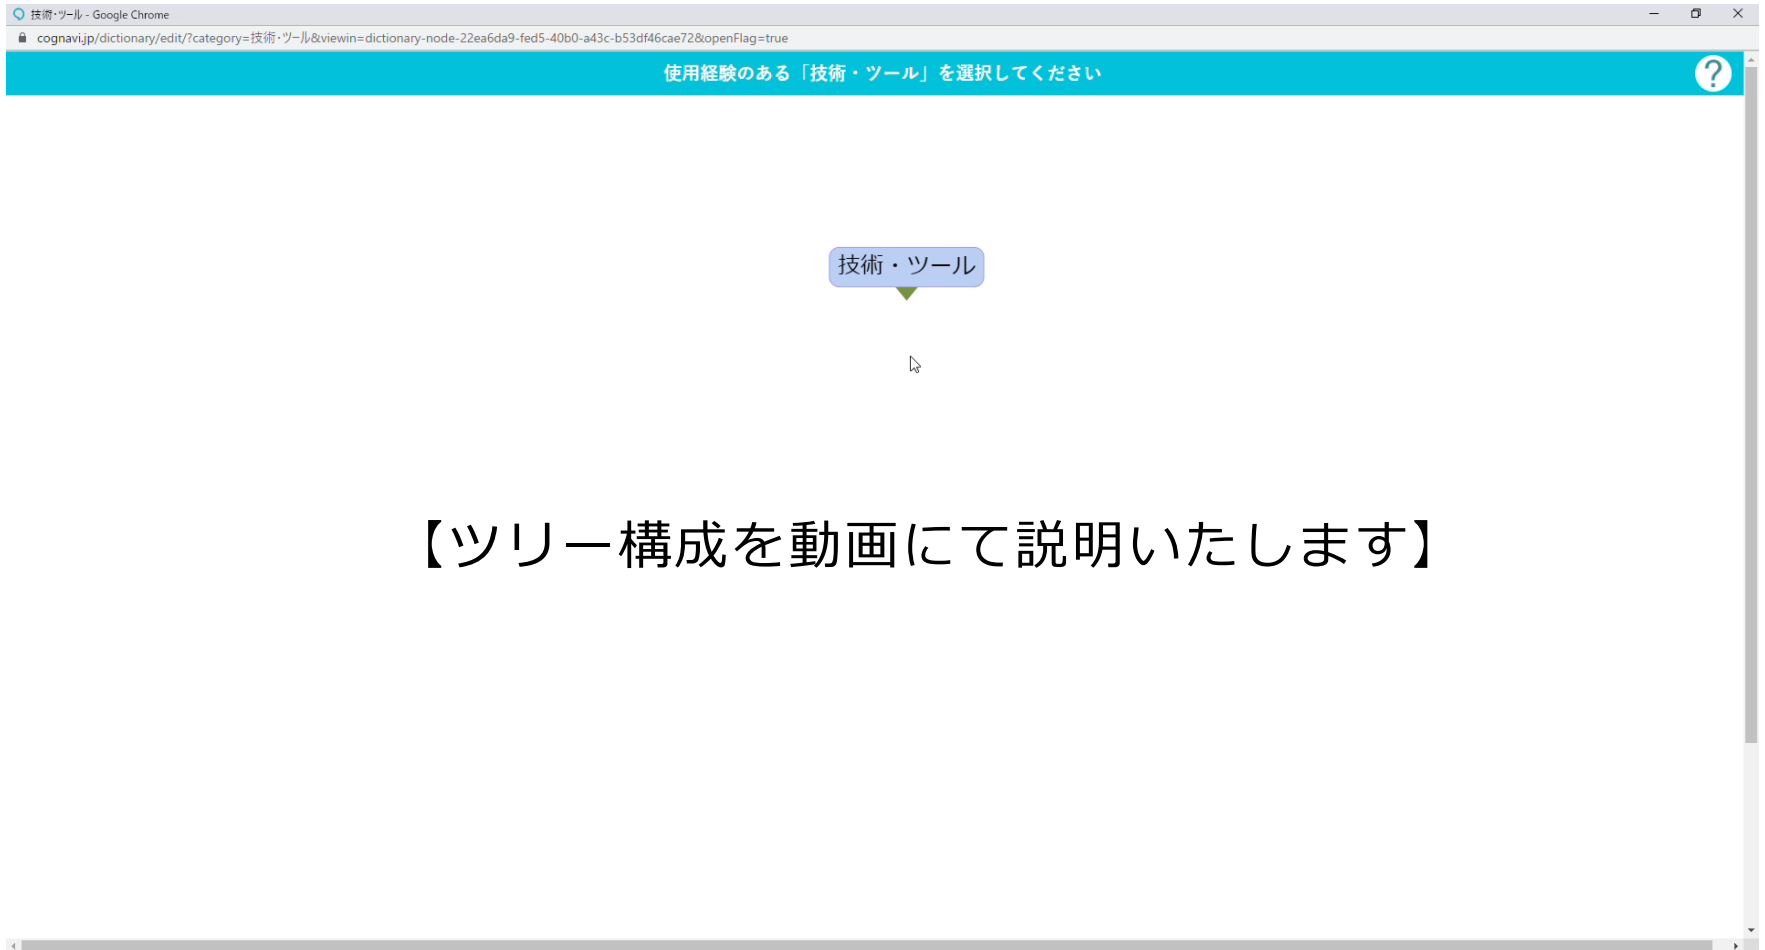 技術・ツール - Google Chrome
cognavi.jp/dictionary/edit/?category=技術・ツール&viewin=dictionary-node-22ea6da9-fed5-40b0-a43c-b53df46cae72&openFlag=true
使用経験のある「技術・ツール」を選択してください
?
技術・ツール
【ツリー構成を動画にて説明いたします】